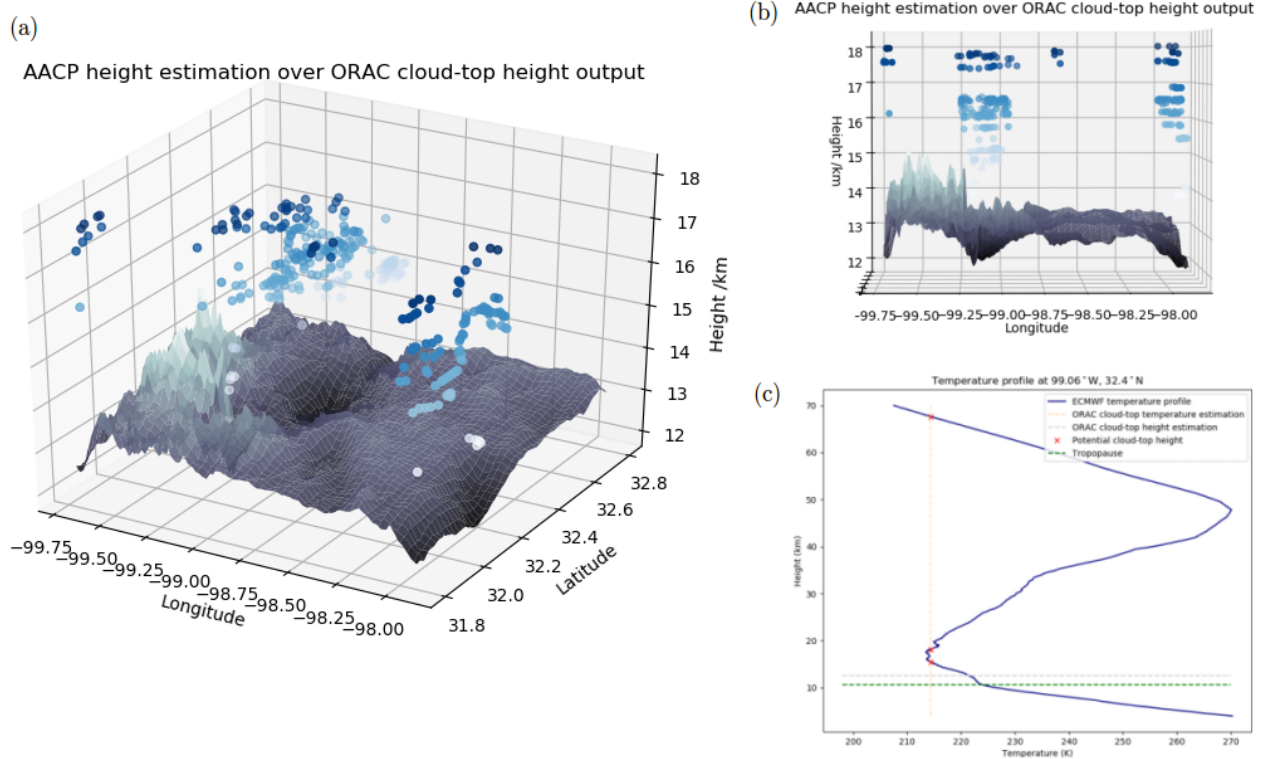 (a)
AACP height estimation over ORAC cloud-top height output
18
17
16
15
14
13
12
Height /km
−99.75
−99.50
−99.25
−99.00
−98.75
−98.50
−98.25
−98.00
Longitude
31.8
32.0
32.2
32.4
32.6
32.8
Latitude
(b)
AACP height estimation over ORAC cloud-top height output
18
17
16
15
14
13
12
Height /km
-99.75−99.50−99.25−99.00−98.75−98.50−98.25−98.00
Longitude
(c)
Temperature profile at 99.06°W, 32.4°N
ECMWF temperature profile
ORAC cloud-top temperature estimation
ORAC cloud-top height estimation
Potential cloud-top height
Tropopause
70
60
50
40
30
20
10
Height (km)
200 210 220 230 240 250 260 270
Temperature (K)